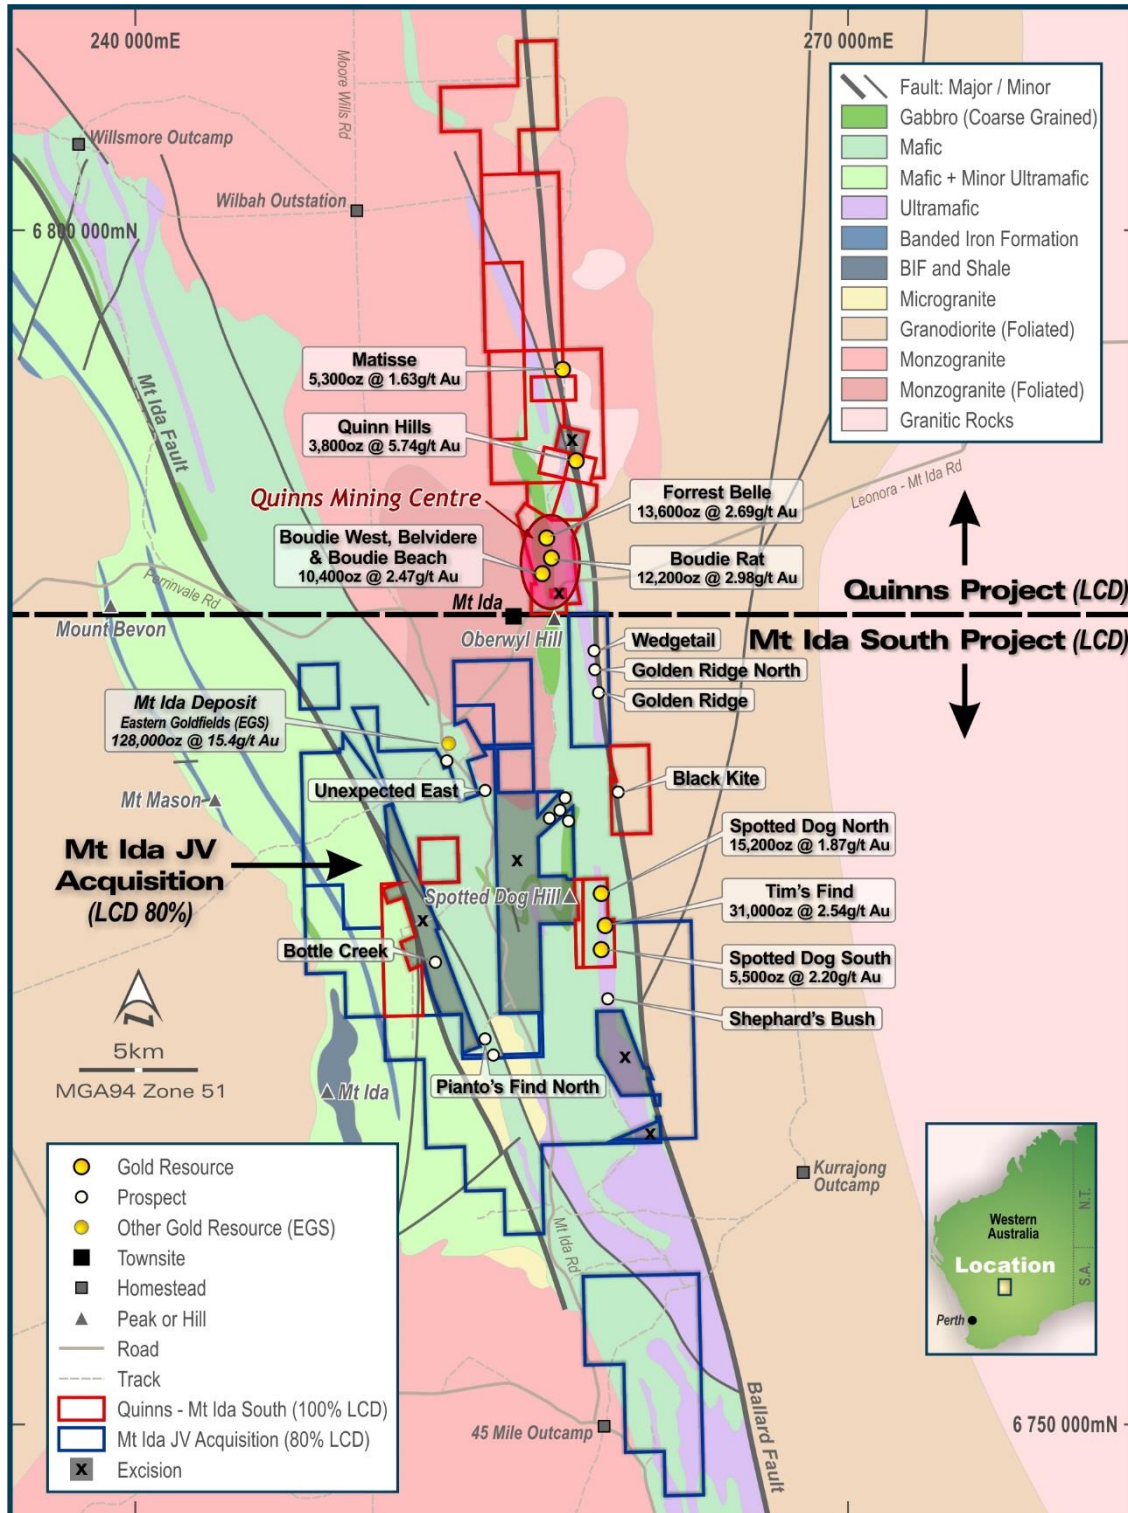 240 000mE
270 000mE
Moore Wills Rd
Willsmore Outcamp
Wilbah Outstation
6 800 000mN
Fault: Major / Minor
Gabbro (Coarse Grained)
Mafic
Mafic + Minor Ultramafic
Ultramafic
Banded Iron Formation
BIF and Shale
Microgranite
Granodiorite (Foliated)
Monzogranite
Monzogranite (Foliated)
Granitic Rocks
Matisse
5,300oz @ 1.63g/t Au
Mt Ida Fault
Quinn Hills
3,800oz @ 5.74g/t Au
x
Leonora - Mt Ida Rd
Quinns Mining Centre
Forrest Belle
13,600oz @ 2.69g/t Au
Boudie West, Belvidere
& Boudie Beach
10,400oz @ 2.47g/t Au
Boudie Rat
12,200oz @ 2.98g/t Au
x
Perrinvale Rd
Quinns Project (LCD)
Mt Ida
Mount Bevon
Oberwyl Hill
Mt Ida South Project (LCD)
Wedgetail
Golden Ridge North
Golden Ridge
Mt Ida Deposit
Eastern Goldfields (EGS)
128,000oz @ 15.4g/t Au
Unexpected East
Black Kite
Mt Mason
Mt Ida JV
Acquisition
(LCD 80%)
x
Spotted Dog North
15,200oz @ 1.87g/t Au
Spotted Dog Hill
Tim's Find
31,000oz @ 2.54g/t Au
x
Bottle Creek
Spotted Dog South
5,500oz @ 2.20g/t Au
Shephard's Bush
N
5km
MGA94 Zone 51
x
Mt Ida
Pianto's Find North
x
Kurrajong
Outcamp
Mt Ida Rd
Gold Resource
Prospect
Other Gold Resource (EGS)
Townsite
Homestead
Peak or Hill
Road
Track
Quinns - Mt Ida South (100% LCD)
Mt Ida JV Acquisition (80% LCD)
x
Excision
N.T.
Western
Australia
S.A.
Location
Perth
Ballard Fault
45 Mile Outcamp
6 750 000mN